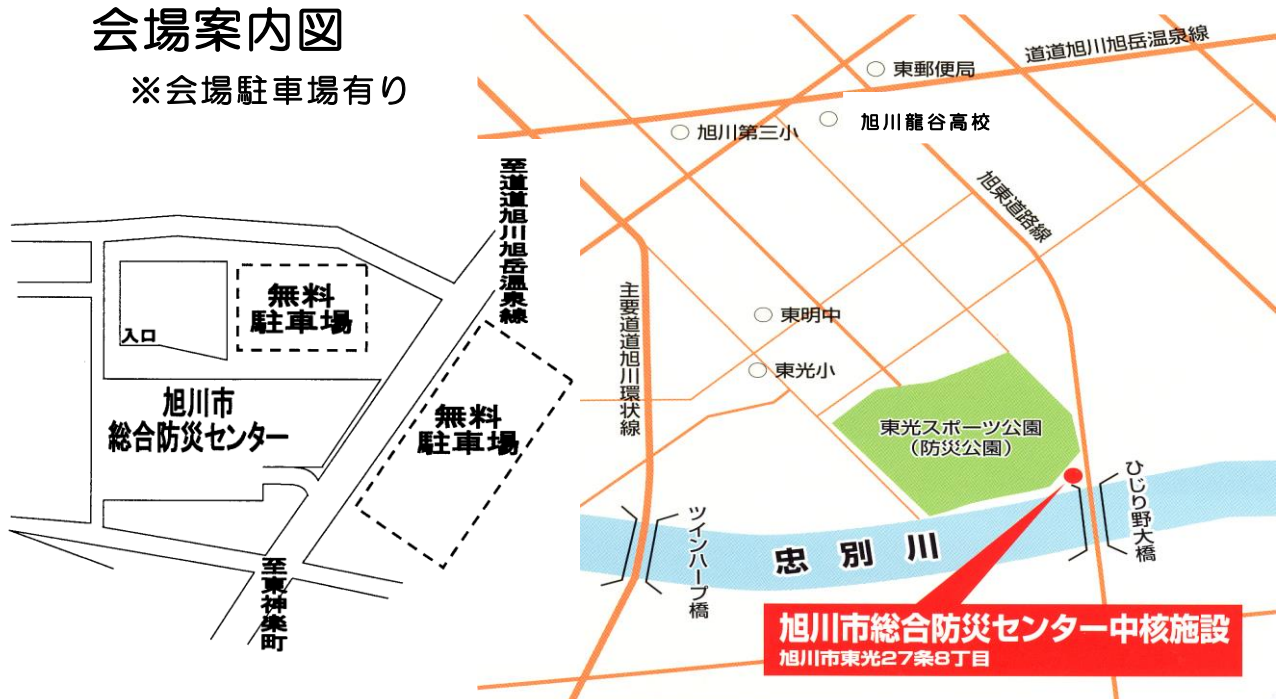 会場案内図
※会場駐車場有り
至道道旭川旭岳温泉線
無料
駐車場
入口
旭川市
総合防災センター
無料
駐車場
至東神楽町
道道旭川旭岳温泉線
東郵便局
旭川龍谷高校
旭川第三小
旭東道路線
主要道道旭川環状線
東明中
東光小
東光スポーツ公園
(防災公園)
ひじり野大橋
ツインハープ橋
忠別川
旭川市総合防災センター中核施設
旭川市東光27条8丁目